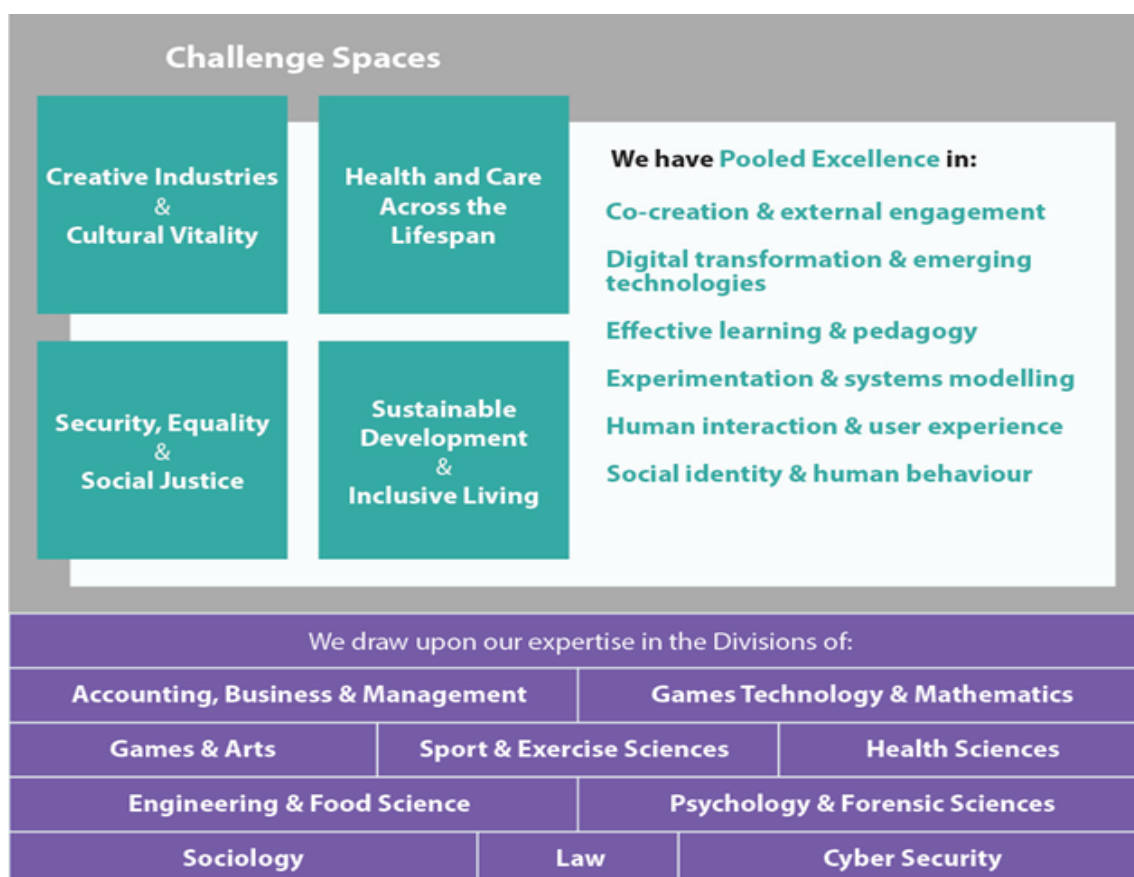 Challenge Spaces
Creative Industries
&
Cultural Vitality
Health and Care
Across the
Lifespan
Security, Equality
&
Social Justice
Sustainable
Development
&
Inclusive Living
We have Pooled Excellence in:
Co-creation & external engagement
Digital transformation & emerging
technologies
Effective learning & pedagogy
Experimentation & systems modelling
Human interaction & user experience
Social identity & human behaviour
We draw upon our expertise in the Divisions of:
Accounting, Business & Management
Games Technology & Mathematics
Games & Arts
Sport & Exercise Sciences
Health Sciences
Engineering & Food Science
Psychology & Forensic Sciences
Sociology
Law
Cyber Security